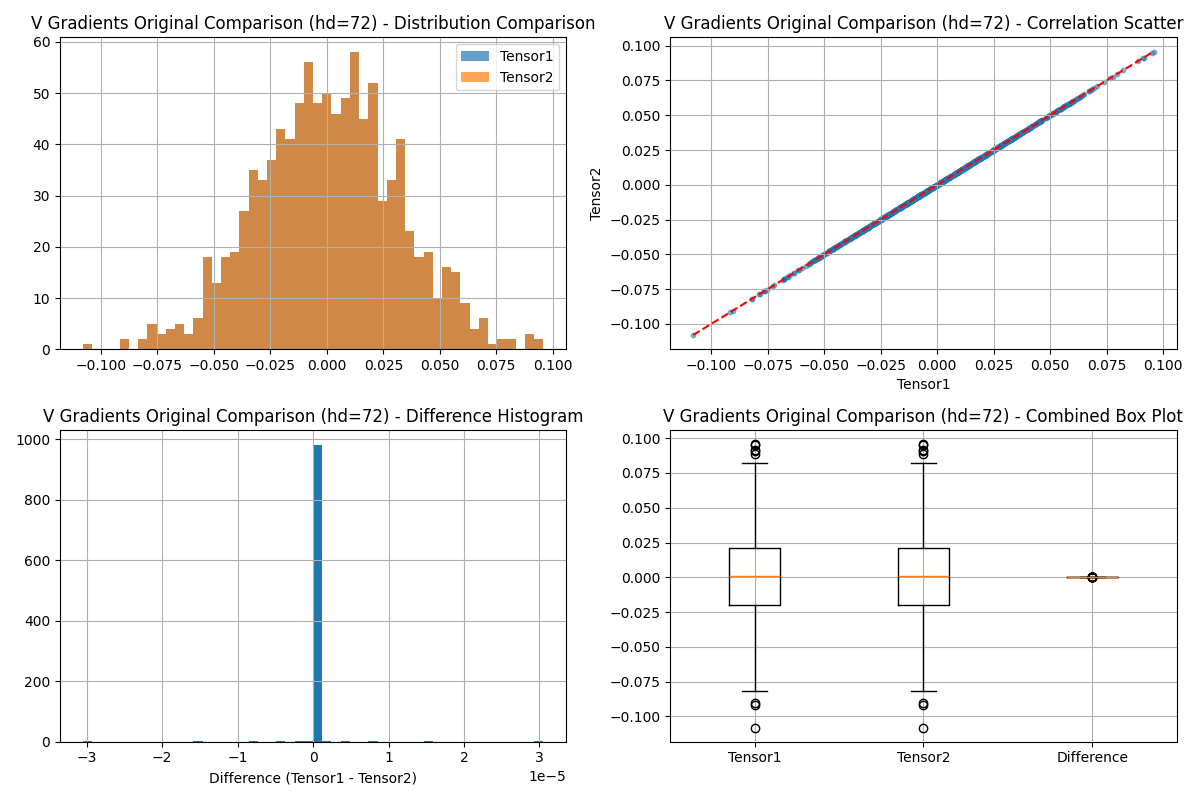 V Gradients Original Comparison (hd=72) - Distribution Comparison
60
50
40
30
20
10
0
−0.100 −0.075 −0.050 −0.025 0.000 0.025 0.050 0.075 0.100
Tensor1
Tensor2
V Gradients Original Comparison (hd=72) - Correlation Scatter
Tensor2
0.100
0.075
0.050
0.025
0.000
−0.025
−0.050
−0.075
−0.100
−0.100 −0.075 −0.050 −0.025 0.000 0.025 0.050 0.075 0.100
Tensor1
V Gradients Original Comparison (hd=72) - Difference Histogram
1000
800
600
400
200
0
−3 −2 −1 0 1 2 3
1e−5
Difference (Tensor1 - Tensor2)
V Gradients Original Comparison (hd=72) - Combined Box Plot
0.100
0.075
0.050
0.025
0.000
−0.025
−0.050
−0.075
−0.100
Tensor1 Tensor2 Difference